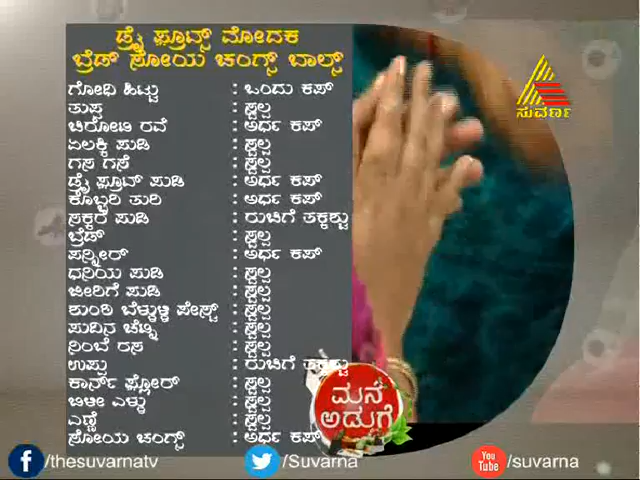 ಡ್ರೈ ಫ್ರೂಟ್ಸ್ ಮೋದಕ
ಬ್ರೆಡ್ ಸೋಯ ಚಂಗ್ಸ್ ಬಾಲ್ಸ್
ಗೋಧಿ ಹಿಟ್ಟು : ಒಂದು ಕಪ್
ತುಪ್ಪ : ಸ್ವಲ್ಪ
ಚಿರೋಟಿ ರವೆ : ಅರ್ಧ ಕಪ್
ಏಲಕ್ಕಿ ಪುಡಿ : ಸ್ವಲ್ಪ
ಗಸ ಗಸೆ : ಸ್ವಲ್ಪ
ಡ್ರೈ ಫ್ರೂಟ್ ಪುಡಿ : ಅರ್ಧ ಕಪ್
ಕೊಬ್ಬರಿ ತುರಿ : ಅರ್ಧ ಕಪ್
ಸಕ್ಕರೆ ಪುಡಿ : ರುಚಿಗೆ ತಕ್ಕಷ್ಟು
ಬ್ರೆಡ್ : ಸ್ವಲ್ಪ
ಪನ್ನೀರ್ : ಅರ್ಧ ಕಪ್
ಧನಿಯ ಪುಡಿ : ಸ್ವಲ್ಪ
ಜೀರಿಗೆ ಪುಡಿ : ಸ್ವಲ್ಪ
ಶುಂಠಿ ಬೆಳ್ಳುಳ್ಳಿ ಪೇಸ್ಟ್ : ಸ್ವಲ್ಪ
ಪುದಿನ ಚಟ್ನಿ : ಸ್ವಲ್ಪ
ನಿಂಬೆ ರಸ : ಸ್ವಲ್ಪ
ಉಪ್ಪು : ರುಚಿಗೆ ತಕ್ಕಷ್ಟು
ಕಾರ್ನ್ ಫ್ಲೋರ್ : ಸ್ವಲ್ಪ
ಬಿಳೀ ಎಳ್ಳು : ಸ್ವಲ್ಪ
ಎಣ್ಣೆ : ಸ್ವಲ್ಪ
ಸೋಯ ಚಂಗ್ಸ್ : ಅರ್ಧ ಕಪ್
ಸುವರ್ಣ
ಮನೆ
ಅಡುಗೆ
f /thesuvarnatv /Suvarna You Tube /suvarna